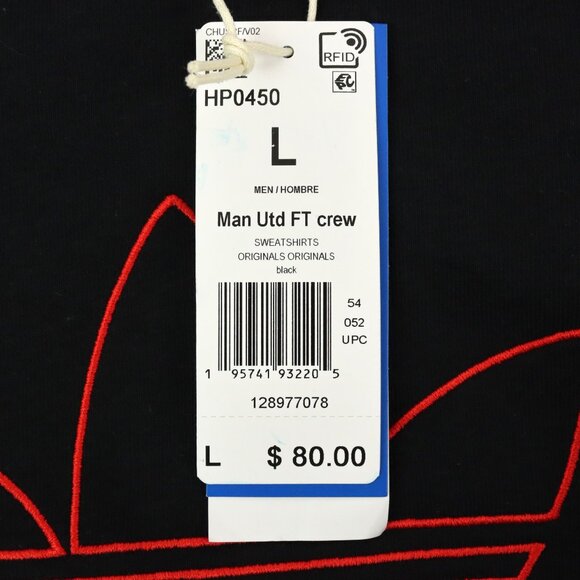 RFID
HP0450
L
MEN / HOMBRE
Man Utd FT crew
SWEATSHIRTS
ORIGINALS ORIGINALS
black
54
052
UPC
1 95741 93220 5
128977078
L $ 80.00